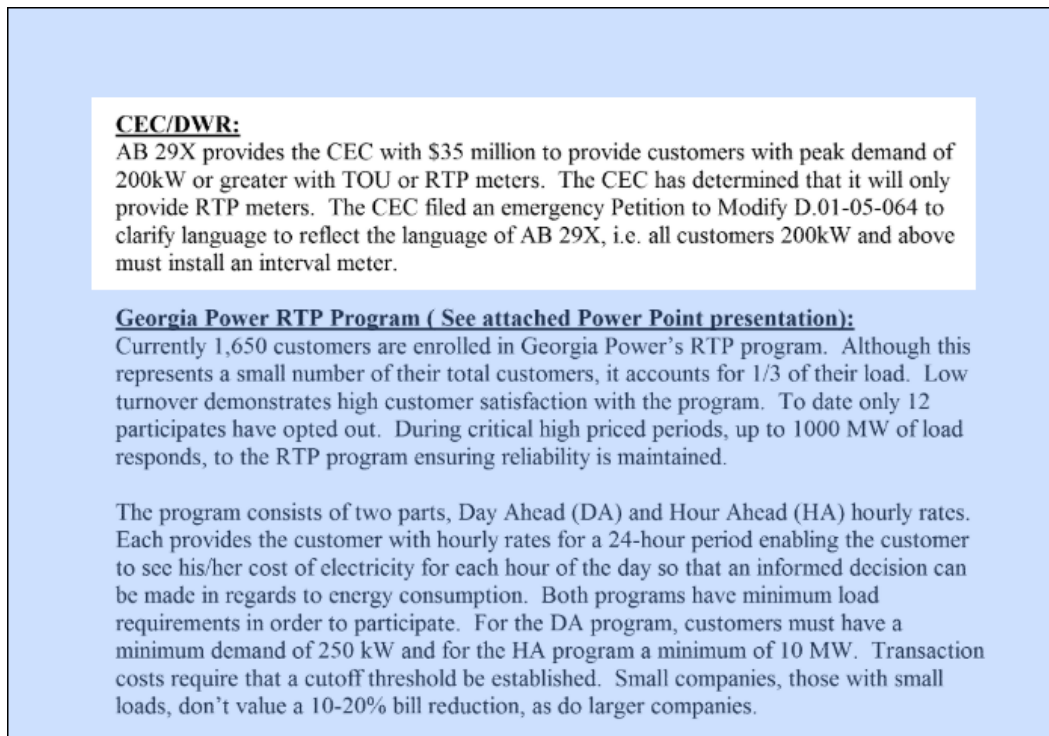 CEC/DWR:
AB 29X provides the CEC with $35 million to provide customers with peak demand of
200kW or greater with TOU or RTP meters.  The CEC has determined that it will only
provide RTP meters.  The CEC filed an emergency Petition to Modify D.01-05-064 to
clarify language to reflect the language of AB 29X, i.e. all customers 200kW and above
must install an interval meter.
Georgia Power RTP Program ( See attached Power Point presentation):
Currently 1,650 customers are enrolled in Georgia Power's RTP program.  Although this
represents a small number of their total customers, it accounts for 1/3 of their load.  Low
turnover demonstrates high customer satisfaction with the program.  To date only 12
participates have opted out.  During critical high priced periods, up to 1000 MW of load
responds, to the RTP program ensuring reliability is maintained.
The program consists of two parts, Day Ahead (DA) and Hour Ahead (HA) hourly rates.
Each provides the customer with hourly rates for a 24-hour period enabling the customer
to see his/her cost of electricity for each hour of the day so that an informed decision can
be made in regards to energy consumption.  Both programs have minimum load
requirements in order to participate.  For the DA program, customers must have a
minimum demand of 250 kW and for the HA program a minimum of 10 MW.  Transaction
costs require that a cutoff threshold be established.  Small companies, those with small
loads, don't value a 10-20% bill reduction, as do larger companies.